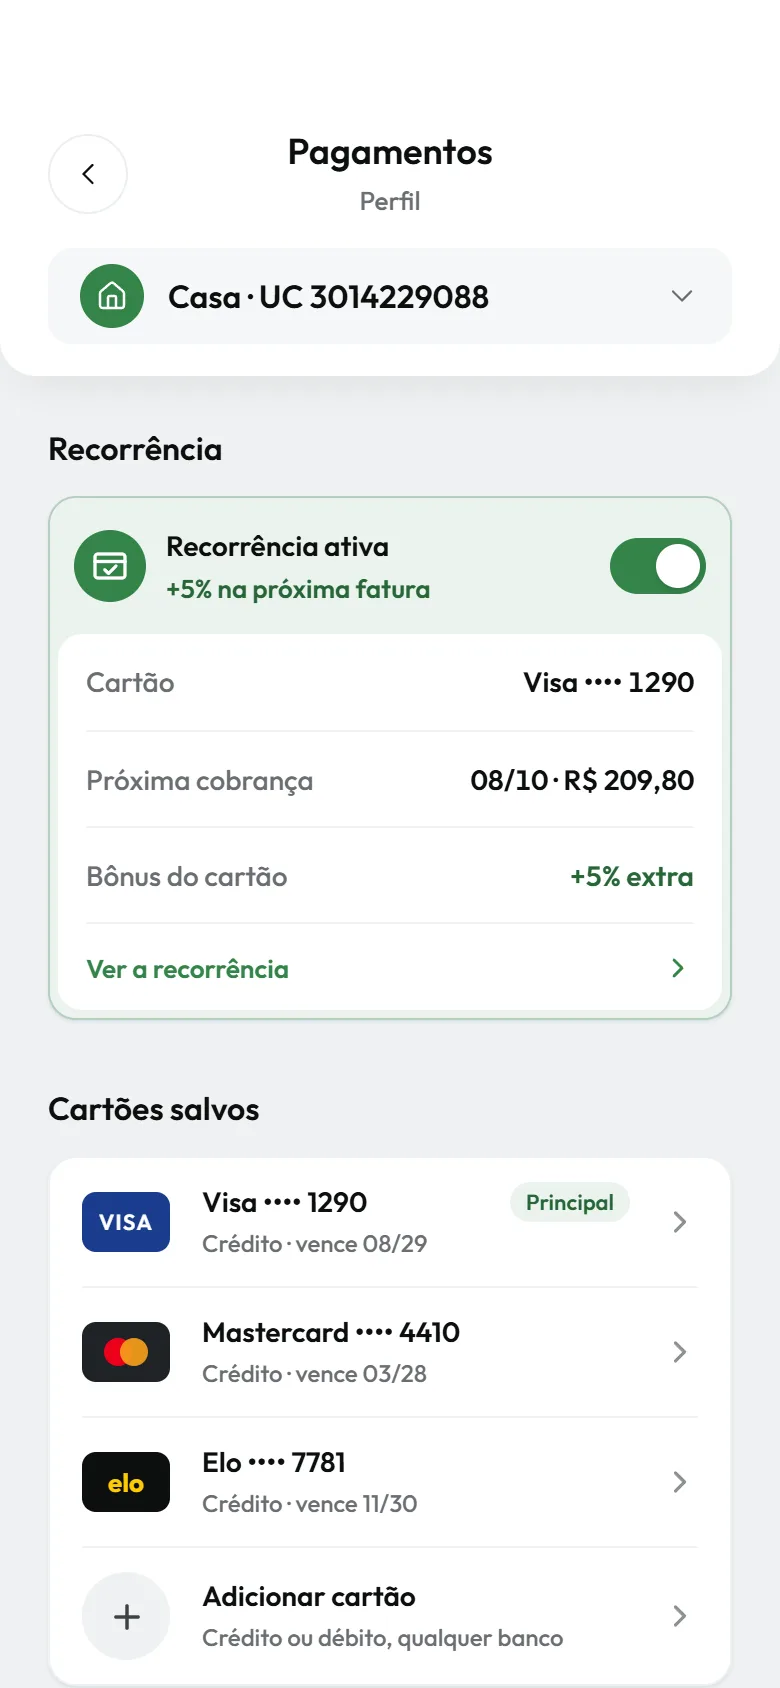 Pagamentos
Perfil
Casa · UC 3014229088
Recorrência
Recorrência ativa
+5% na próxima fatura
Cartão Visa •••• 1290
Próxima cobrança 08/10 · R$ 209,80
Bônus do cartão +5% extra
Ver a recorrência
Cartões salvos
VISA Visa •••• 1290 Principal
Crédito · vence 08/29
Mastercard •••• 4410
Crédito · vence 03/28
elo Elo •••• 7781
Crédito · vence 11/30
Adicionar cartão
Crédito ou débito, qualquer banco